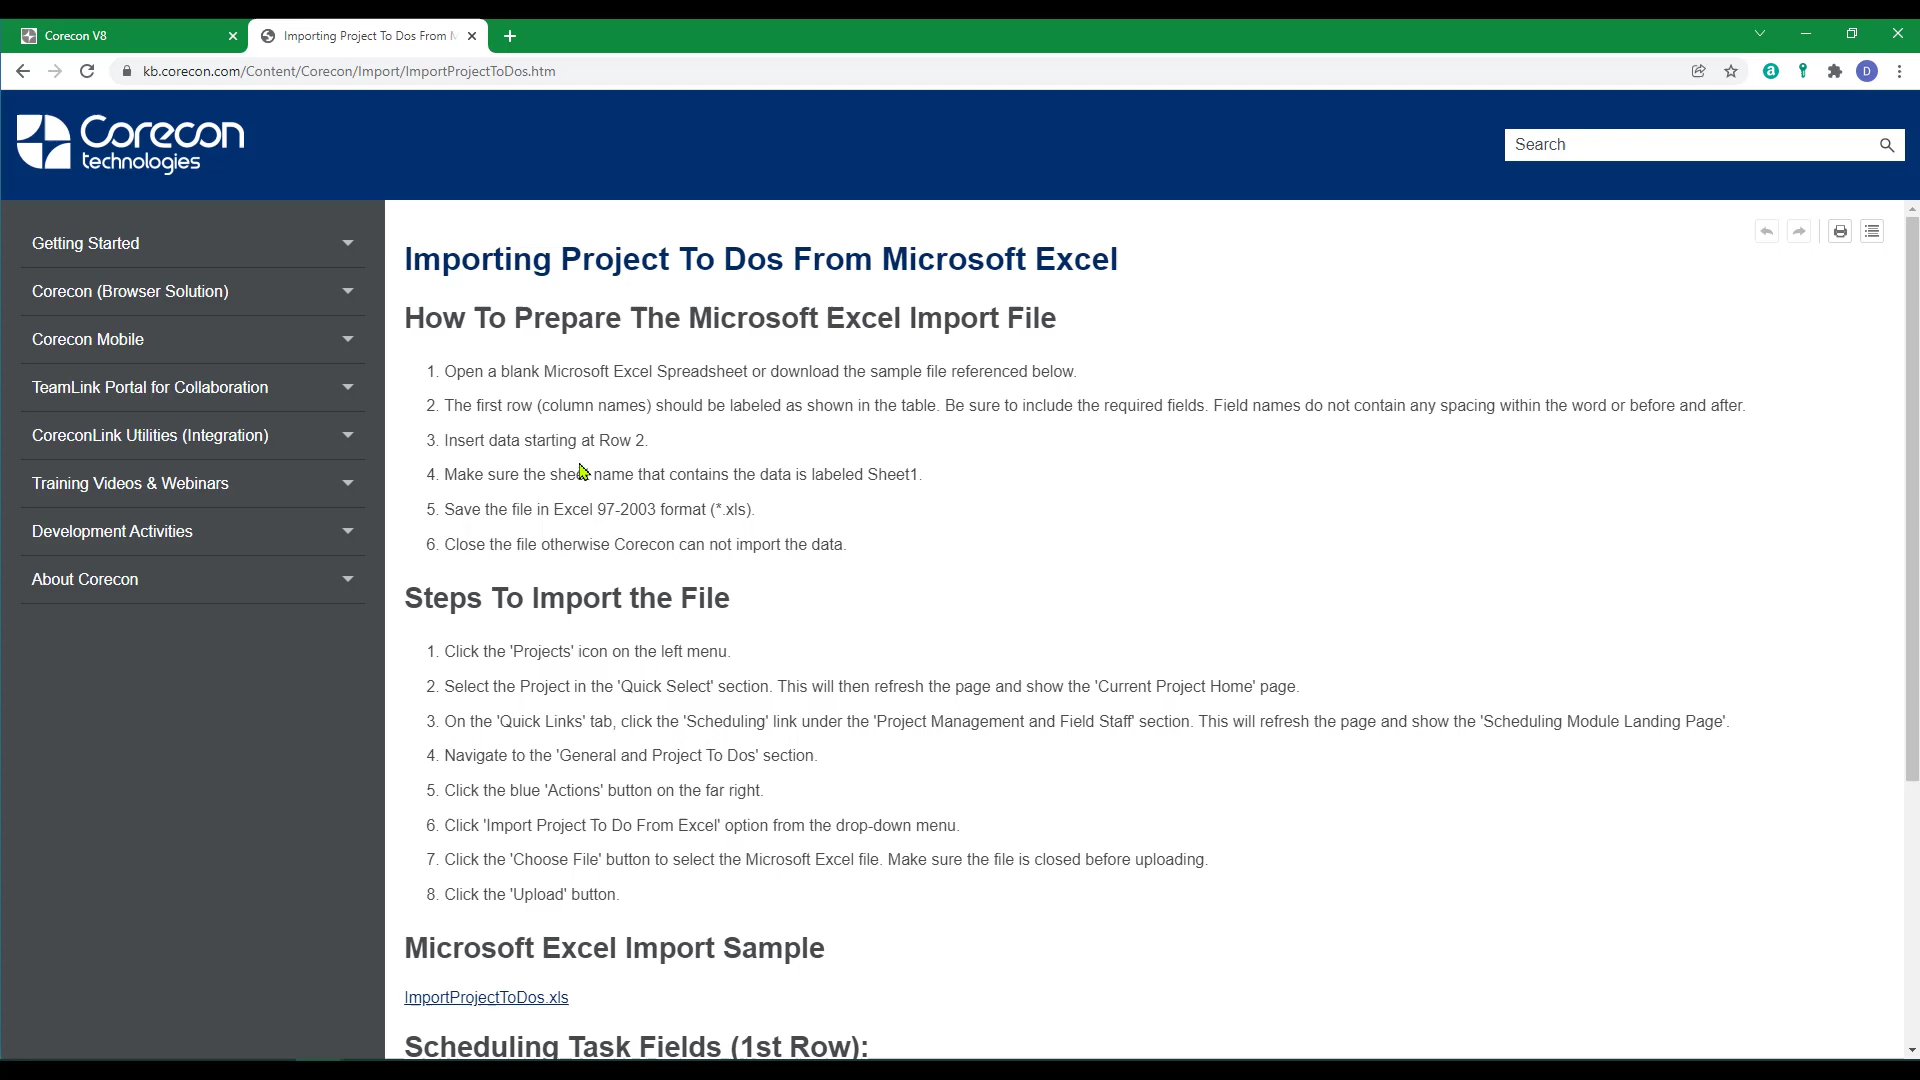 Corecon V8
Importing Project To Dos From M
kb.corecon.com/Content/Corecon/Import/ImportProjectToDos.htm
a
D
Corecon
technologies
Search
Getting Started
Corecon (Browser Solution)
Corecon Mobile
TeamLink Portal for Collaboration
CoreconLink Utilities (Integration)
Training Videos & Webinars
Development Activities
About Corecon
Importing Project To Dos From Microsoft Excel
How To Prepare The Microsoft Excel Import File
1. Open a blank Microsoft Excel Spreadsheet or download the sample file referenced below.
2. The first row (column names) should be labeled as shown in the table. Be sure to include the required fields. Field names do not contain any spacing within the word or before and after.
3. Insert data starting at Row 2.
4. Make sure the sheet name that contains the data is labeled Sheet1.
5. Save the file in Excel 97-2003 format (*.xls).
6. Close the file otherwise Corecon can not import the data.
Steps To Import the File
1. Click the 'Projects' icon on the left menu.
2. Select the Project in the 'Quick Select' section. This will then refresh the page and show the 'Current Project Home' page.
3. On the 'Quick Links' tab, click the 'Scheduling' link under the 'Project Management and Field Staff' section. This will refresh the page and show the 'Scheduling Module Landing Page'.
4. Navigate to the 'General and Project To Dos' section.
5. Click the blue 'Actions' button on the far right.
6. Click 'Import Project To Do From Excel' option from the drop-down menu.
7. Click the 'Choose File' button to select the Microsoft Excel file. Make sure the file is closed before uploading.
8. Click the 'Upload' button.
Microsoft Excel Import Sample
ImportProjectToDos.xls
Scheduling Task Fields (1st Row):